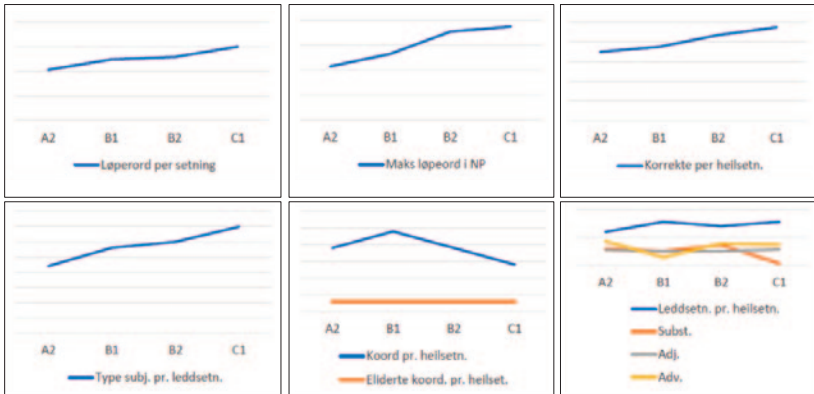 A2 B1 B2 C1
Løperord per setning
A2 B1 B2 C1
Maks løpeord i NP
A2 B1 B2 C1
Korrekte per heilsetn.
A2 B1 B2 C1
Type subj. pr. leddsetn.
A2 B1 B2 C1
Koord pr. heilsetn.
Eliderte koord. pr. heilset.
A2 B1 B2 C1
Leddsetn. pr. heilsetn.
Subst.
Adj.
Adv.